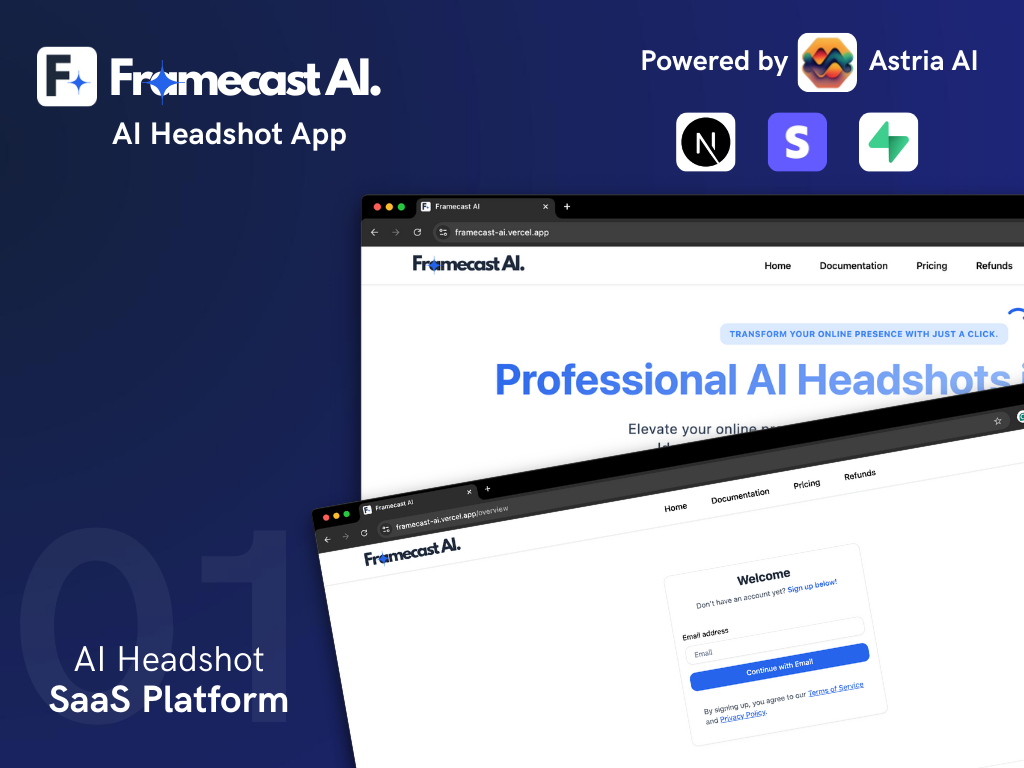 F.
Framecast AI.
AI Headshot App
Powered by
Astria AI
N
S
Framecast AI
framecast-ai.vercel.app
Framecast AI.
Home
Documentation
Pricing
Refunds
TRANSFORM YOUR ONLINE PRESENCE WITH JUST A CLICK.
Professional AI Headshots
Elevate your online
Framecast AI
framecast-ai.vercel.app/overview
Framecast AI.
Home
Documentation
Pricing
Refunds
Welcome
Don't have an account yet? Sign up below!
Email address
Email
Continue with Email
By signing up, you agree to our Terms of Service
and Privacy Policy.
01
AI Headshot
SaaS Platform